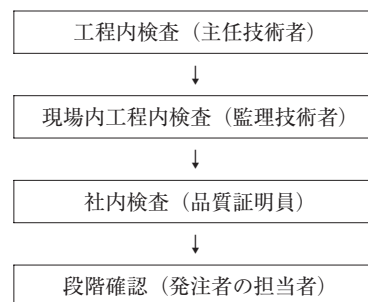 工程内検査（主任技術者）
↓
現場内工程内検査（監理技術者）
↓
社内検査（品質証明員）
↓
段階確認（発注者の担当者）